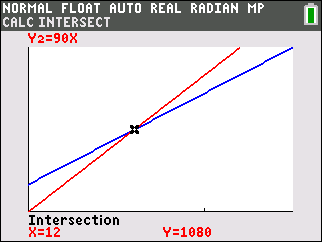 NORMAL FLOAT AUTO REAL RADIAN MP
CALC INTERSECT
Y2=90X
Intersection
X=12 Y=1080